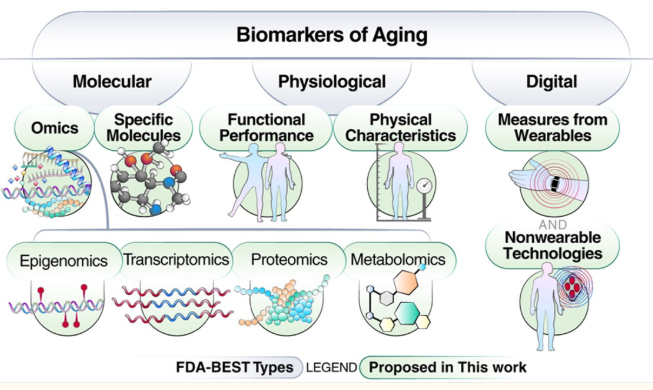 Biomarkers of Aging
Molecular
Physiological
Digital
Omics
Specific
Molecules
Functional
Performance
Physical
Characteristics
Measures from
Wearables
AND
Nonwearable
Technologies
Epigenomics
Transcriptomics
Proteomics
Metabolomics
FDA-BEST Types LEGEND Proposed in This work